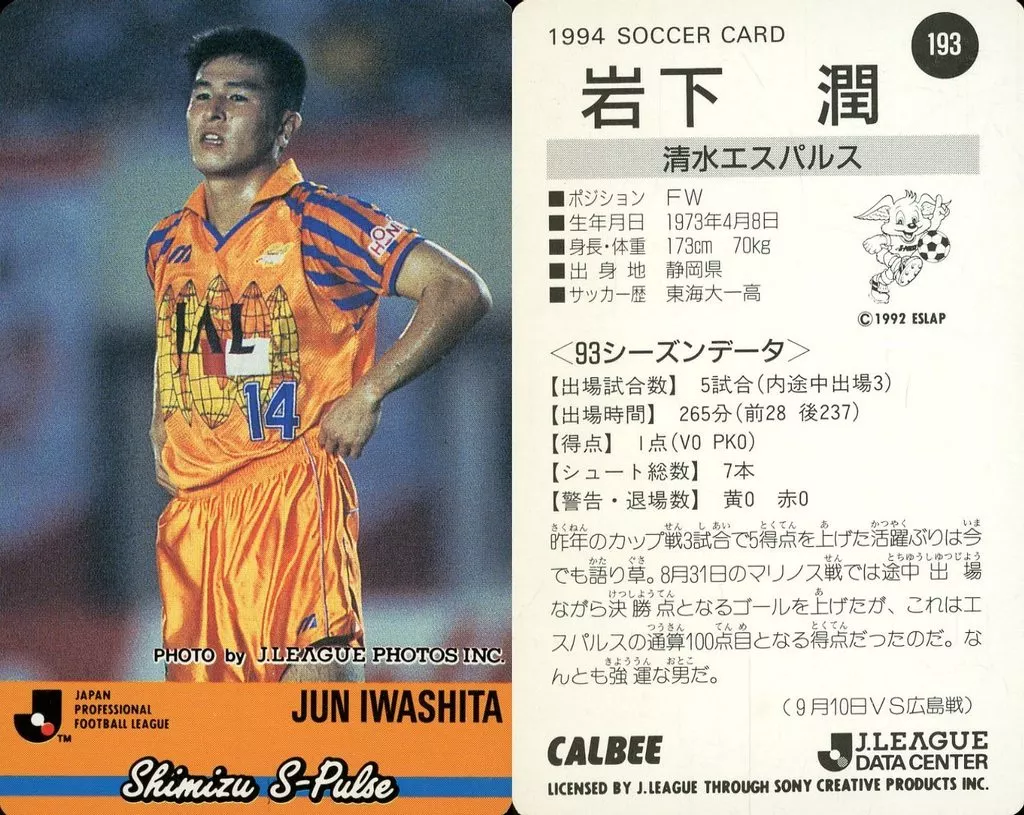 HONI
JAL
14
PHOTO by J.LEAGUE PHOTOS INC.
JAPAN
PROFESSIONAL
FOOTBALL LEAGUE
TM
JUN IWASHITA
Shimizu S-Pulse
1994 SOCCER CARD
193
岩下 潤
清水エスパルス
■ポジション FW
■生年月日 1973年4月8日
■身長・体重 173cm 70kg
■出身地 静岡県
■サッカー歴 東海大一高
©1992 ESLAP
<93シーズンデータ>
【出場試合数】 5試合(内途中出場3)
【出場時間】 265分(前28 後237)
【得点】 1点(V0 PK0)
【シュート総数】 7本
【警告・退場数】 黄0 赤0
昨年のカップ戦3試合で5得点を上げた活躍ぶりは今
でも語り草。8月31日のマリノス戦では途中出場
ながら決勝点となるゴールを上げたが、これはエ
スパルスの通算100点目となる得点だったのだ。な
んとも強運な男だ。
(9月10日VS広島戦)
CALBEE
J.LEAGUE
DATA CENTER
LICENSED BY J.LEAGUE THROUGH SONY CREATIVE PRODUCTS INC.